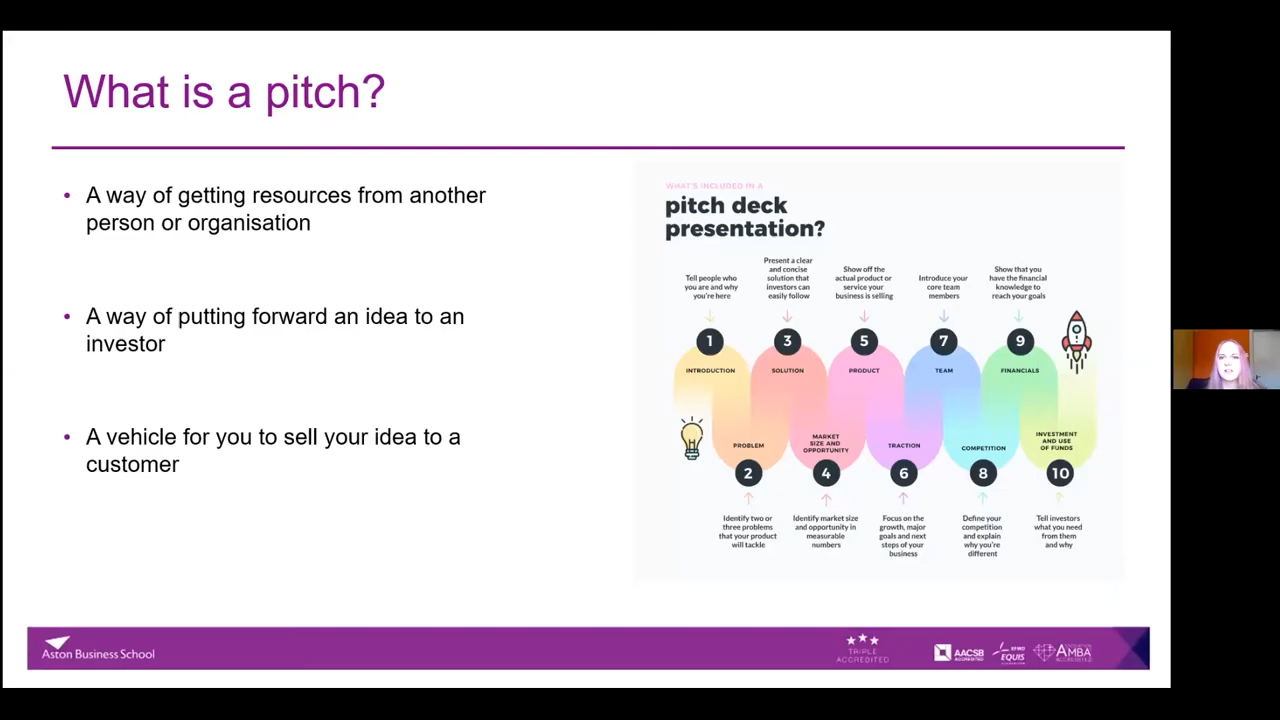 What is a pitch?
• A way of getting resources from another
person or organisation
• A way of putting forward an idea to an
investor
• A vehicle for you to sell your idea to a
customer
WHAT'S INCLUDED IN A
pitch deck
presentation?
Tell people who
you are and why
you're here
1
INTRODUCTION
PROBLEM
2
Identify two or
three problems
that your product
will tackle
Present a clear
and concise
solution that
investors can
easily follow
3
SOLUTION
MARKET
SIZE AND
OPPORTUNITY
4
Identify market size
and opportunity in
measurable
numbers
Show off the
actual product or
service your
business is selling
5
PRODUCT
TRACTION
6
Focus on the
growth, major
goals and next
steps of your
business
Introduce your
core team
members
7
TEAM
COMPETITION
8
Define your
competition
and explain
why you're
different
Show that you
have the financial
knowledge to
reach your goals
9
FINANCIALS
INVESTMENT
AND USE
OF FUNDS
10
Tell investors
what you need
from them
and why
Aston Business School
TRIPLE
ACCREDITED
AACSB
ACCREDITED
EFMD
EQUIS
AMBA